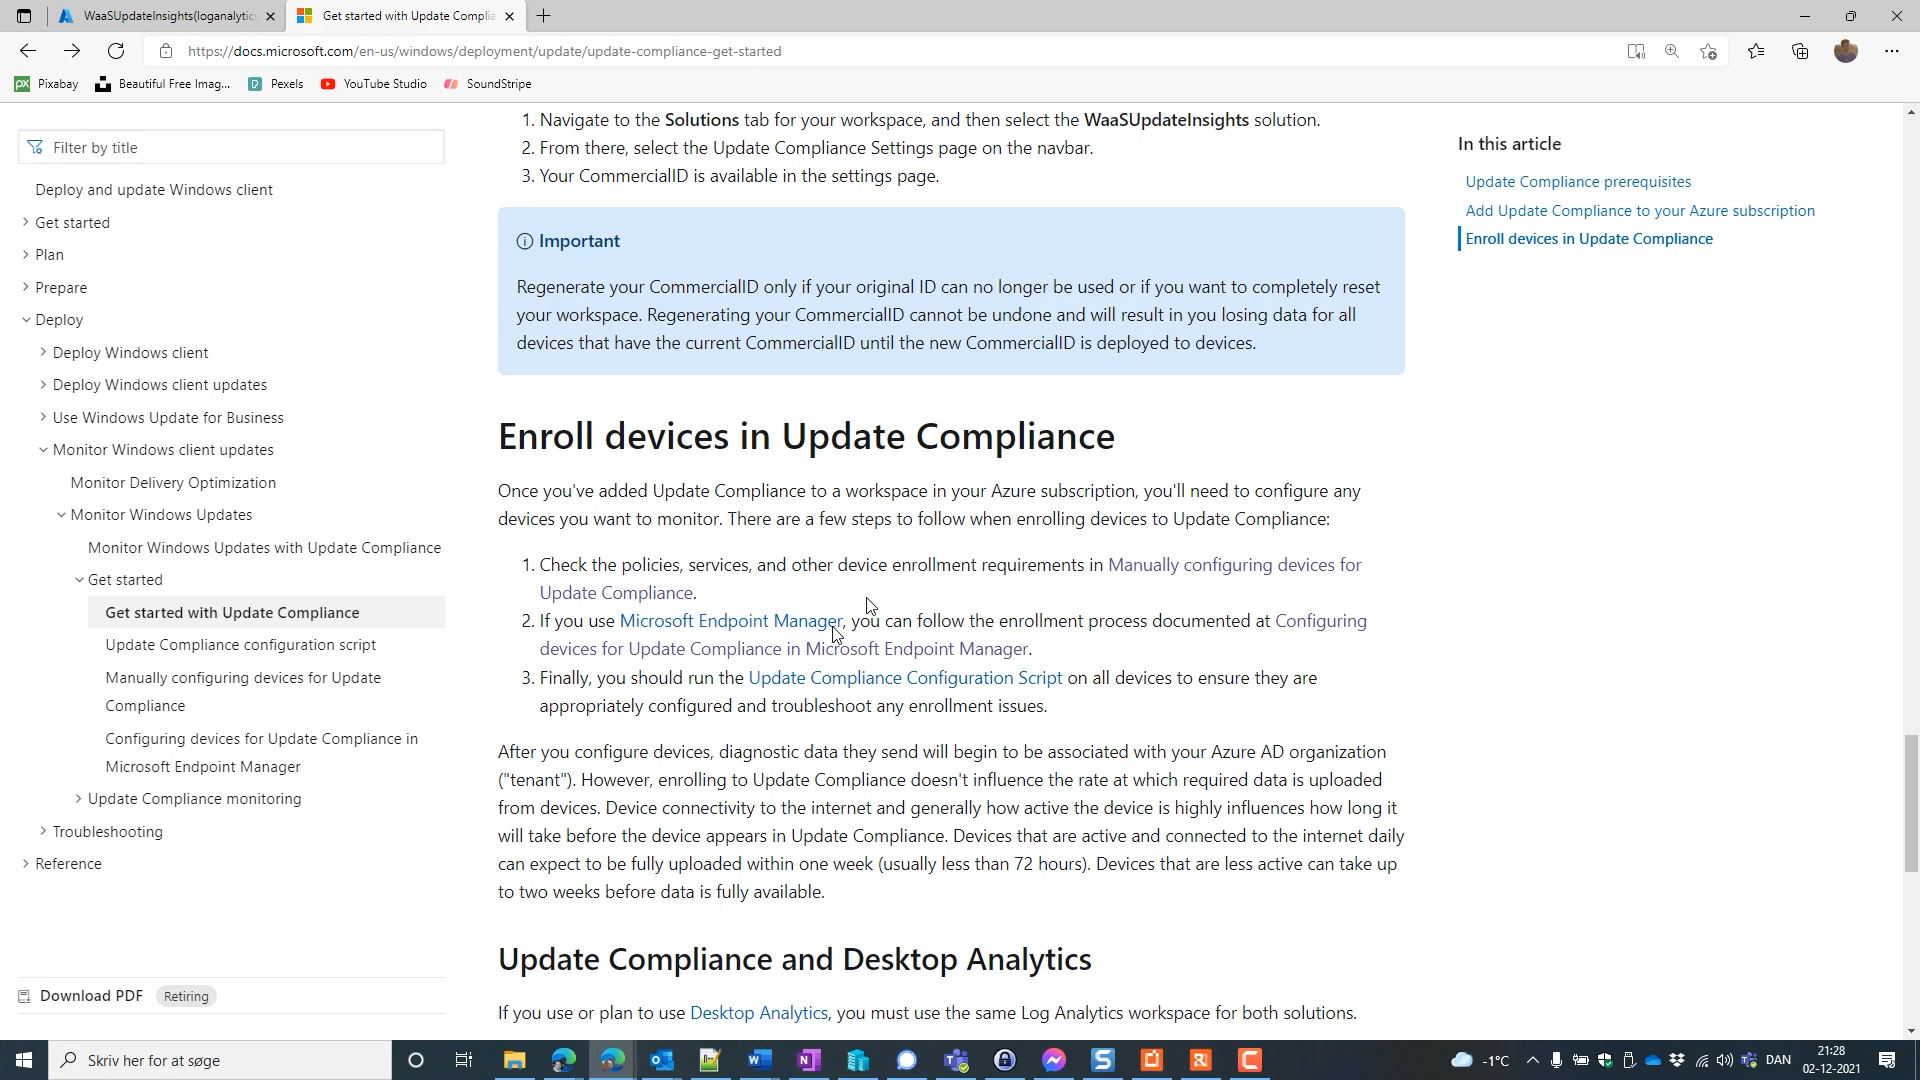 WaaSUpdateInsights(loganalytic
Get started with Update Complia
https://docs.microsoft.com/en-us/windows/deployment/update/update-compliance-get-started
px Pixabay
Beautiful Free Imag...
Pexels
YouTube Studio
SoundStripe
Filter by title
Deploy and update Windows client
Get started
Plan
Prepare
Deploy
Deploy Windows client
Deploy Windows client updates
Use Windows Update for Business
Monitor Windows client updates
Monitor Delivery Optimization
Monitor Windows Updates
Monitor Windows Updates with Update Compliance
Get started
Get started with Update Compliance
Update Compliance configuration script
Manually configuring devices for Update
Compliance
Configuring devices for Update Compliance in
Microsoft Endpoint Manager
Update Compliance monitoring
Troubleshooting
Reference
Download PDF Retiring
1. Navigate to the Solutions tab for your workspace, and then select the WaaSUpdateInsights solution.
2. From there, select the Update Compliance Settings page on the navbar.
3. Your CommercialID is available in the settings page.
Important
Regenerate your CommercialID only if your original ID can no longer be used or if you want to completely reset
your workspace. Regenerating your CommercialID cannot be undone and will result in you losing data for all
devices that have the current CommercialID until the new CommercialID is deployed to devices.
Enroll devices in Update Compliance
Once you've added Update Compliance to a workspace in your Azure subscription, you'll need to configure any
devices you want to monitor. There are a few steps to follow when enrolling devices to Update Compliance:
1. Check the policies, services, and other device enrollment requirements in Manually configuring devices for
Update Compliance.
2. If you use Microsoft Endpoint Manager, you can follow the enrollment process documented at Configuring
devices for Update Compliance in Microsoft Endpoint Manager.
3. Finally, you should run the Update Compliance Configuration Script on all devices to ensure they are
appropriately configured and troubleshoot any enrollment issues.
After you configure devices, diagnostic data they send will begin to be associated with your Azure AD organization
("tenant"). However, enrolling to Update Compliance doesn't influence the rate at which required data is uploaded
from devices. Device connectivity to the internet and generally how active the device is highly influences how long it
will take before the device appears in Update Compliance. Devices that are active and connected to the internet daily
can expect to be fully uploaded within one week (usually less than 72 hours). Devices that are less active can take up
to two weeks before data is fully available.
Update Compliance and Desktop Analytics
If you use or plan to use Desktop Analytics, you must use the same Log Analytics workspace for both solutions.
In this article
Update Compliance prerequisites
Add Update Compliance to your Azure subscription
Enroll devices in Update Compliance
Skriv her for at søge
-1°C
DAN
21:28
02-12-2021